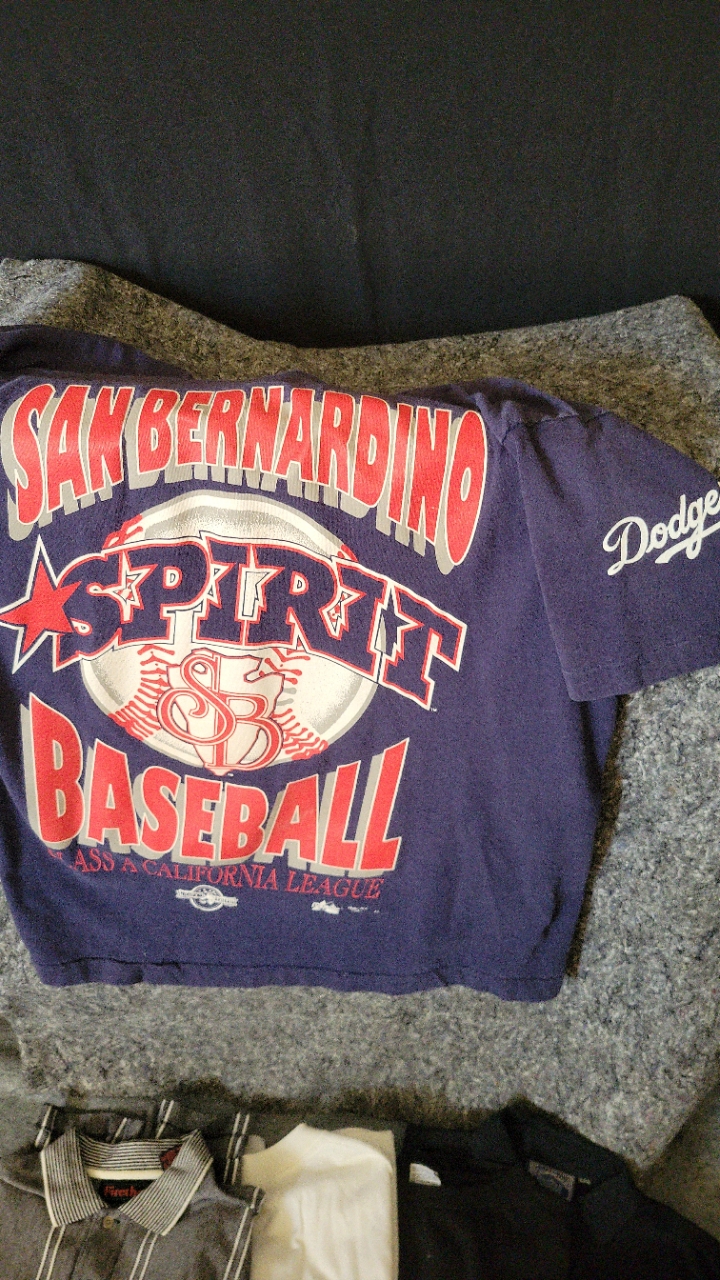 SAN BERNARDINO
SPIRIT
Dodge
SB
BASEBALL
CLASS A CALIFORNIA LEAGUE